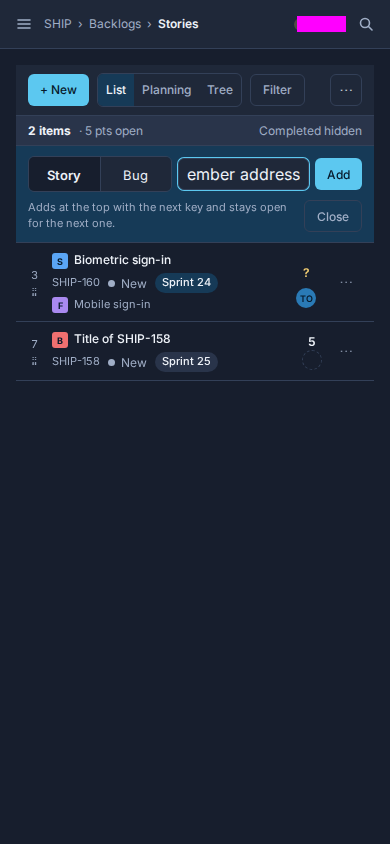 SHIP › Backlogs › Stories
+ New List Planning Tree Filter ...
2 items · 5 pts open Completed hidden
Story Bug ember address Add
Adds at the top with the next key and stays open
for the next one.
Close
3 S Biometric sign-in ?
SHIP-160 New Sprint 24 ...
F Mobile sign-in TO
7 B Title of SHIP-158 5
SHIP-158 New Sprint 25 ...